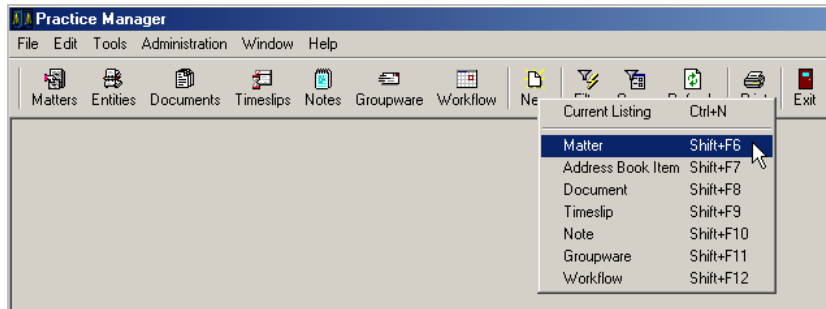 Practice Manager
File Edit Tools Administration Window Help
Matters Entities Documents Timeslips Notes Groupware Workflow Exit
Current Listing Ctrl+N
Matter Shift+F6
Address Book Item Shift+F7
Document Shift+F8
Timeslip Shift+F9
Note Shift+F10
Groupware Shift+F11
Workflow Shift+F12